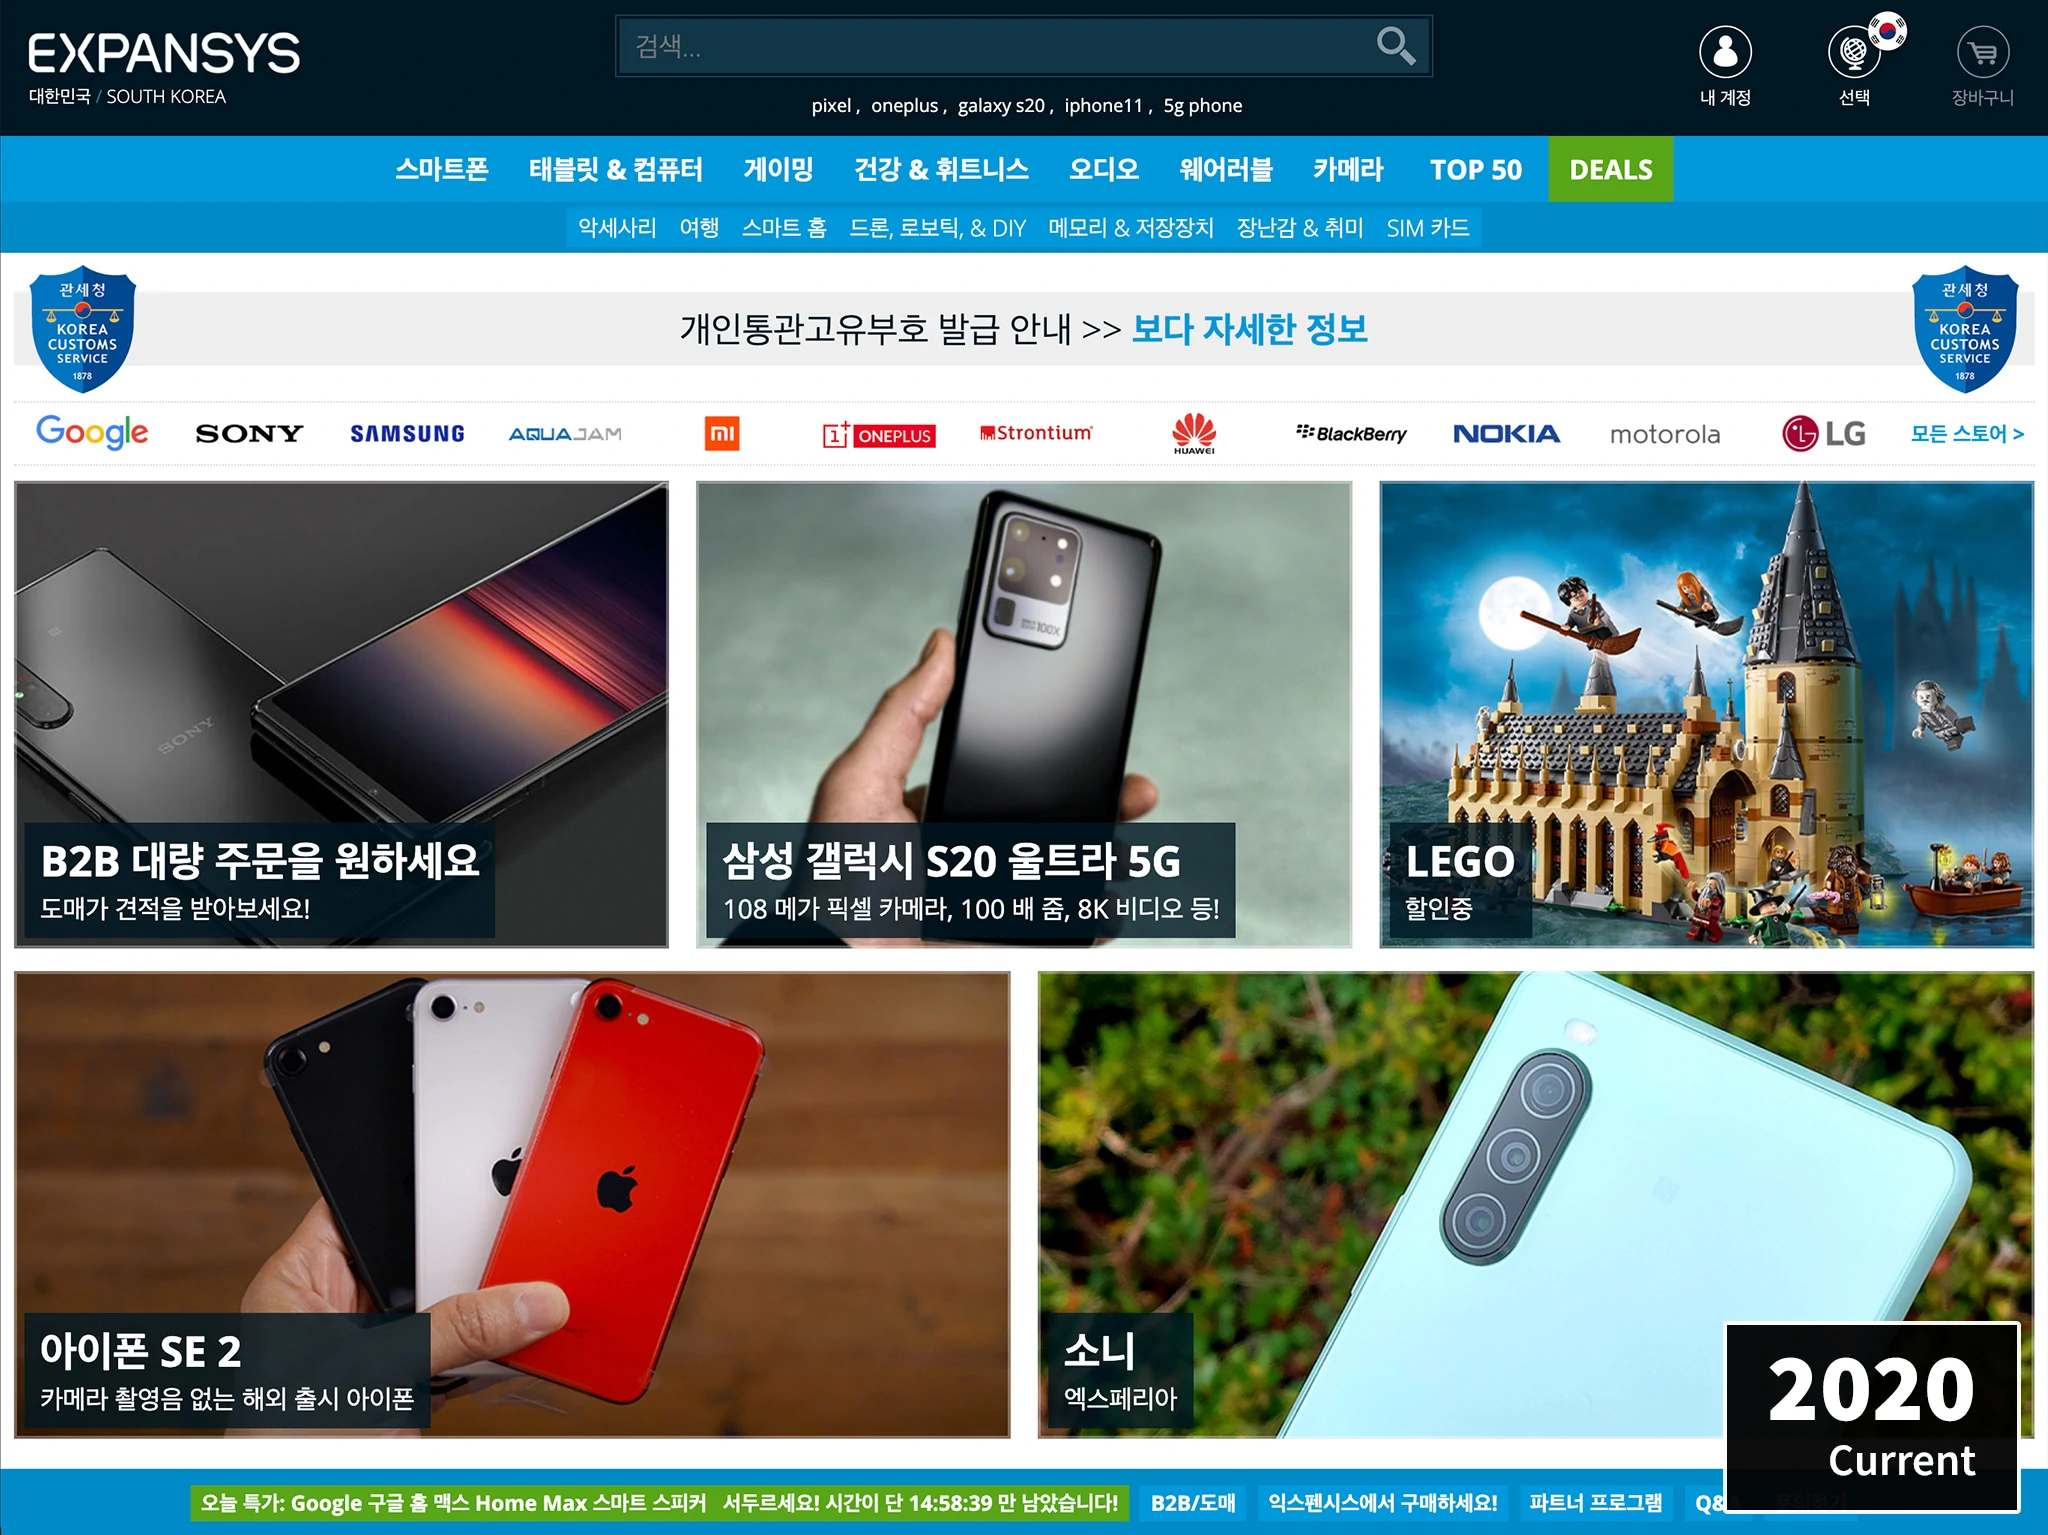 EXPANSYS
대한민국 / SOUTH KOREA
검색...
pixel , oneplus , galaxy s20 , iphone11 , 5g phone
내 계정
선택
장바구니
스마트폰 태블릿 & 컴퓨터 게이밍 건강 & 휘트니스 오디오 웨어러블 카메라 TOP 50 DEALS
악세사리 여행 스마트 홈 드론, 로보틱, & DIY 메모리 & 저장장치 장난감 & 취미 SIM 카드
관세청
KOREA
CUSTOMS
SERVICE
1878
개인통관고유부호 발급 안내 >> 보다 자세한 정보
관세청
KOREA
CUSTOMS
SERVICE
1878
Google SONY SAMSUNG AQUAJAM mi 1+ ONEPLUS Strontium HUAWEI BlackBerry NOKIA motorola LG 모든 스토어 >
SONY
B2B 대량 주문을 원하세요
도매가 견적을 받아보세요!
100X
삼성 갤럭시 S20 울트라 5G
108 메가 픽셀 카메라, 100 배 줌, 8K 비디오 등!
LEGO
할인중
아이폰 SE 2
카메라 촬영음 없는 해외 출시 아이폰
소니
엑스페리아
2020
Current
오늘 특가: Google 구글 홈 맥스 Home Max 스마트 스피커 서두르세요! 시간이 단 14:58:39 만 남았습니다! B2B/도매 익스펜시스에서 구매하세요! 파트너 프로그램